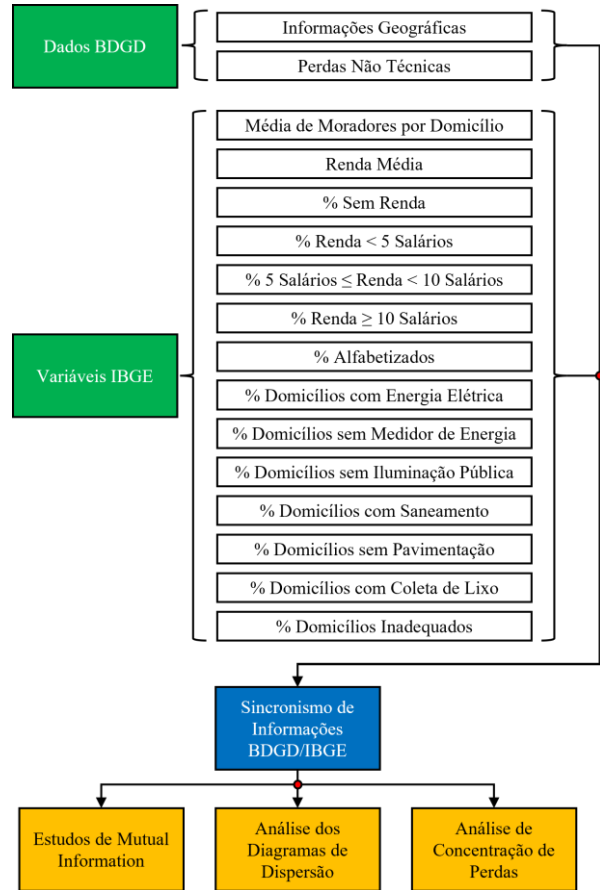 Dados BDGD
Informações Geográficas
Perdas Não Técnicas
Variáveis IBGE
Média de Moradores por Domicílio
Renda Média
% Sem Renda
% Renda < 5 Salários
% 5 Salários ≤ Renda < 10 Salários
% Renda ≥ 10 Salários
% Alfabetizados
% Domicílios com Energia Elétrica
% Domicílios sem Medidor de Energia
% Domicílios sem Iluminação Pública
% Domicílios com Saneamento
% Domicílios sem Pavimentação
% Domicílios com Coleta de Lixo
% Domicílios Inadequados
Sincronismo de
Informações
BDGD/IBGE
Estudos de Mutual
Information
Análise dos
Diagramas de
Dispersão
Análise de
Concentração de
Perdas